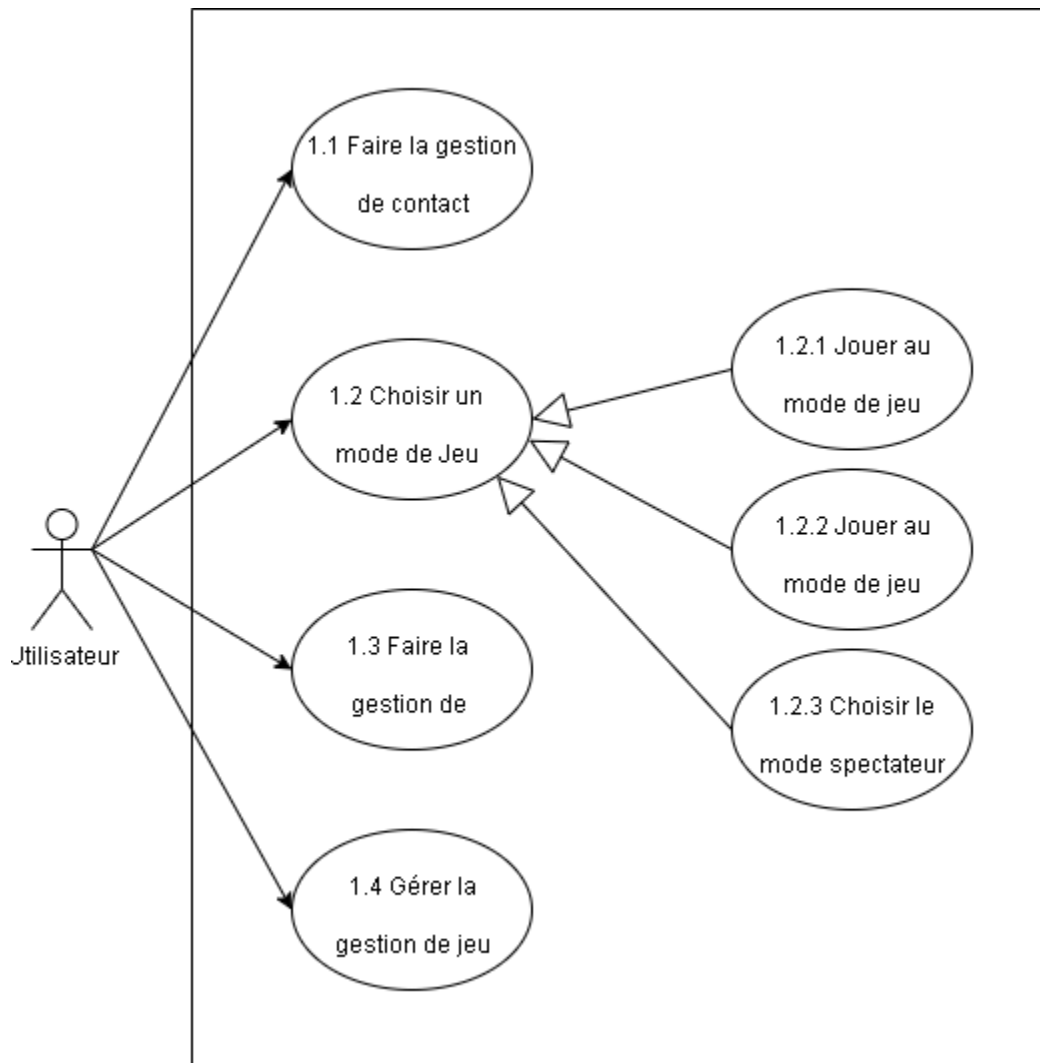 1.1 Faire la gestion
de contact
1.2 Choisir un
mode de Jeu
1.2.1 Jouer au
mode de jeu
1.2.2 Jouer au
mode de jeu
1.3 Faire la
gestion de
1.2.3 Choisir le
mode spectateur
1.4 Gérer la
gestion de jeu
Utilisateur